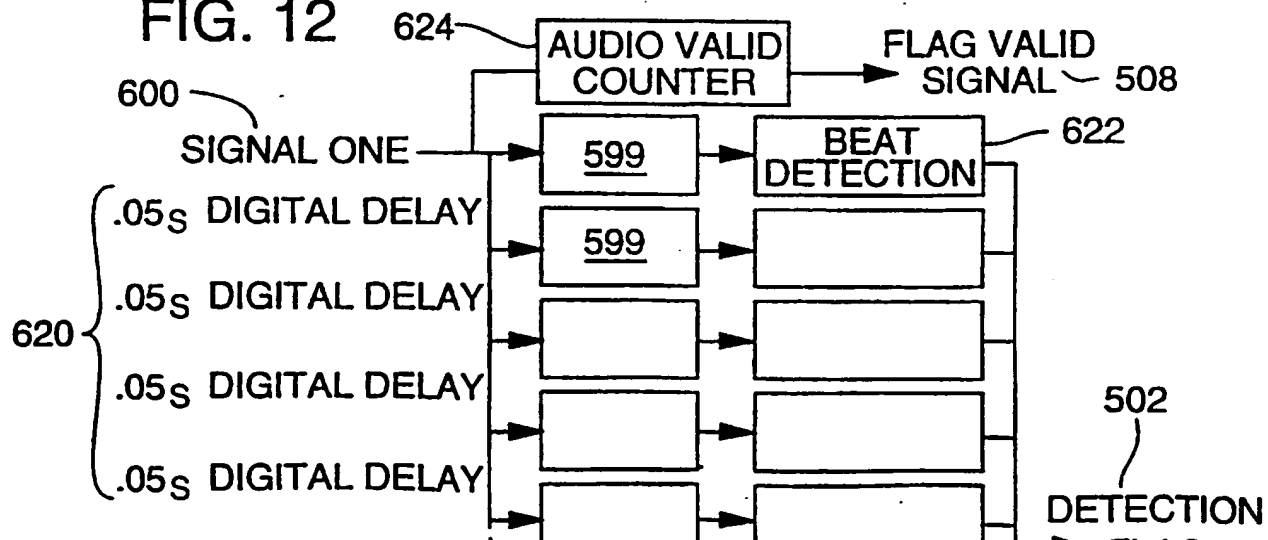 FIG. 12
624
AUDIO VALID
COUNTER
FLAG VALID
SIGNAL 508
600
SIGNAL ONE
599
BEAT
DETECTION
622
.05s DIGITAL DELAY
599
.05s DIGITAL DELAY
620
.05s DIGITAL DELAY
502
.05s DIGITAL DELAY
DETECTION